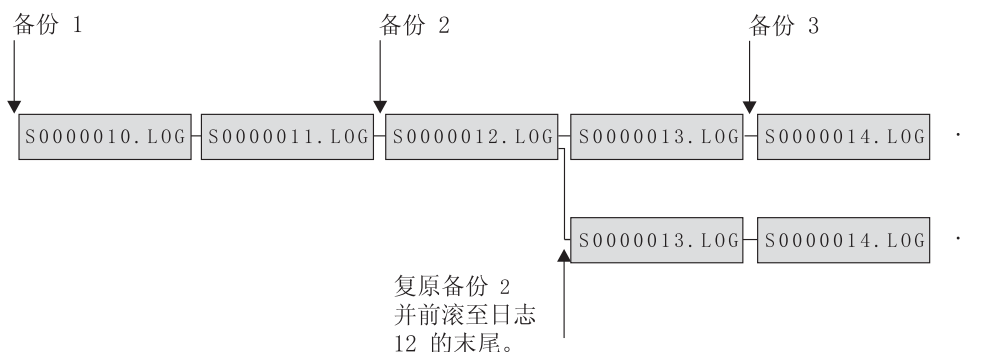 备份 1
备份 2
备份 3
S0000010.LOG
S0000011.LOG
S0000012.LOG
S0000013.LOG
S0000014.LOG
S0000013.LOG
S0000014.LOG
复原备份 2
并前滚至日志
12 的末尾。